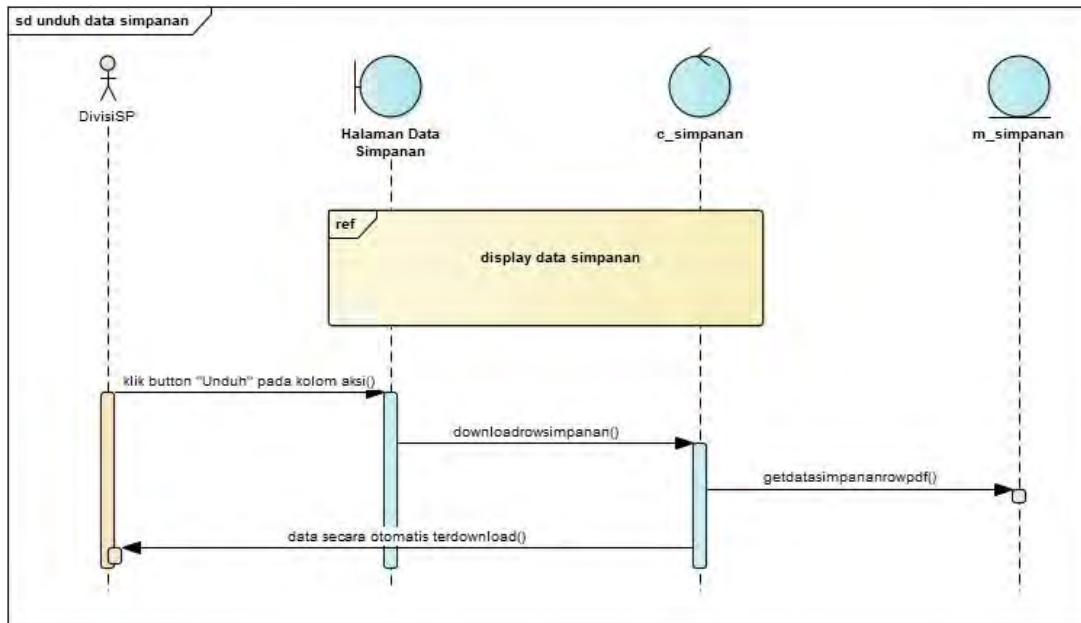 sd unduh data simpanan
DivisiSP
Halaman Data
Simpanan
c_simpanan
m_simpanan
ref
display data simpanan
klik button "Unduh" pada kolom aksi()
downloadrowsimpanan()
getdatasimpananrowpdf()
data secara otomatis terdownload()